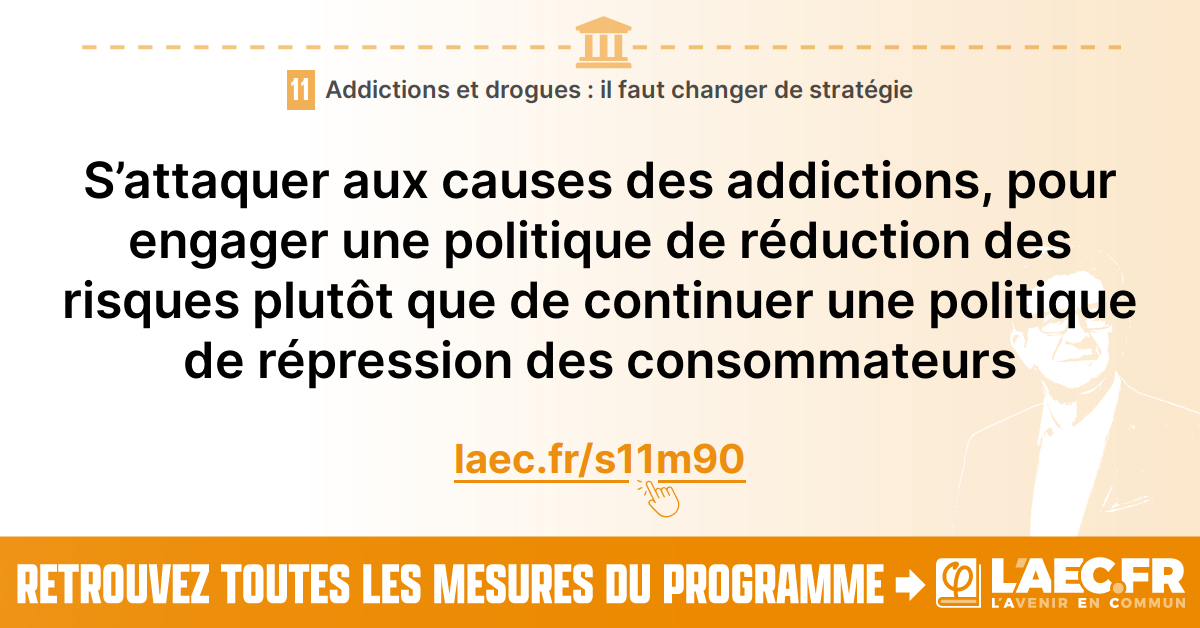 11 Addictions et drogues : il faut changer de stratégie
S’attaquer aux causes des addictions, pour
engager une politique de réduction des
risques plutôt que de continuer une politique
de répression des consommateurs
laec.fr/s11m90
RETROUVEZ TOUTES LES MESURES DU PROGRAMME
φ L'AEC.FR
L'AVENIR EN COMMUN